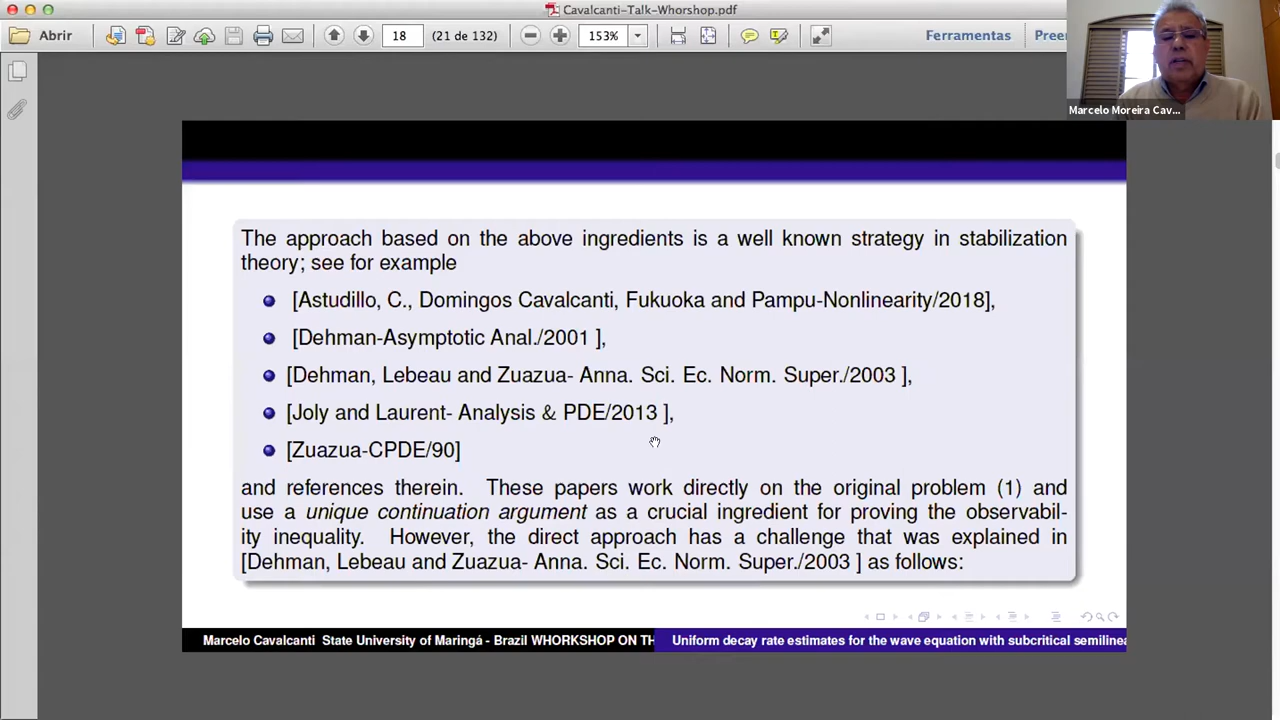 Cavalcanti-Talk-Whorshop.pdf
Abrir
18
(21 de 132)
153%
Ferramentas
Preen
Marcelo Moreira Cav...
The approach based on the above ingredients is a well known strategy in stabilization
theory; see for example
[Astudillo, C., Domingos Cavalcanti, Fukuoka and Pampu-Nonlinearity/2018],
[Dehman-Asymptotic Anal./2001 ],
[Dehman, Lebeau and Zuazua- Anna. Sci. Ec. Norm. Super./2003 ],
[Joly and Laurent- Analysis & PDE/2013 ],
[Zuazua-CPDE/90]
and references therein. These papers work directly on the original problem (1) and
use a unique continuation argument as a crucial ingredient for proving the observabil-
ity inequality. However, the direct approach has a challenge that was explained in
[Dehman, Lebeau and Zuazua- Anna. Sci. Ec. Norm. Super./2003 ] as follows:
Marcelo Cavalcanti State University of Maringá - Brazil WHORKSHOP ON TH
Uniform decay rate estimates for the wave equation with subcritical semilinea